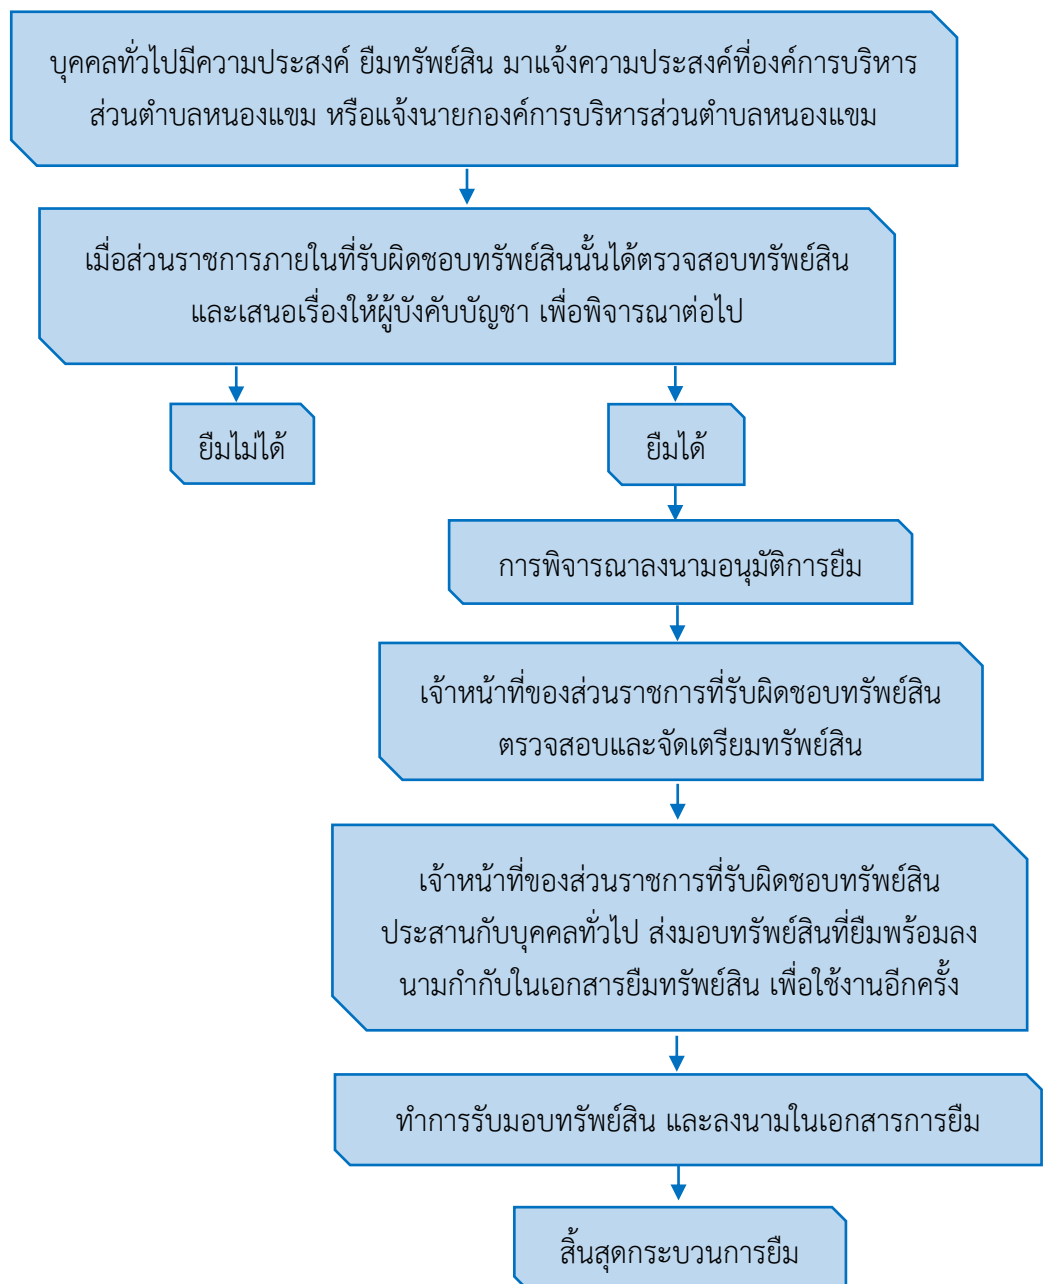 บุคคลทั่วไปมีความประสงค์ ยืมทรัพย์สิน มาแจ้งความประสงค์ที่องค์การบริหาร
ส่วนตำบลหนองแขม หรือแจ้งนายกองค์การบริหารส่วนตำบลหนองแขม
เมื่อส่วนราชการภายในที่รับผิดชอบทรัพย์สินนั้นได้ตรวจสอบทรัพย์สิน
และเสนอเรื่องให้ผู้บังคับบัญชา เพื่อพิจารณาต่อไป
ยืมไม่ได้
ยืมได้
การพิจารณาลงนามอนุมัติการยืม
เจ้าหน้าที่ของส่วนราชการที่รับผิดชอบทรัพย์สิน
ตรวจสอบและจัดเตรียมทรัพย์สิน
เจ้าหน้าที่ของส่วนราชการที่รับผิดชอบทรัพย์สิน
ประสานกับบุคคลทั่วไป ส่งมอบทรัพย์สินที่ยืมพร้อมลง
นามกำกับในเอกสารยืมทรัพย์สิน เพื่อใช้งานอีกครั้ง
ทำการรับมอบทรัพย์สิน และลงนามในเอกสารการยืม
สิ้นสุดกระบวนการยืม